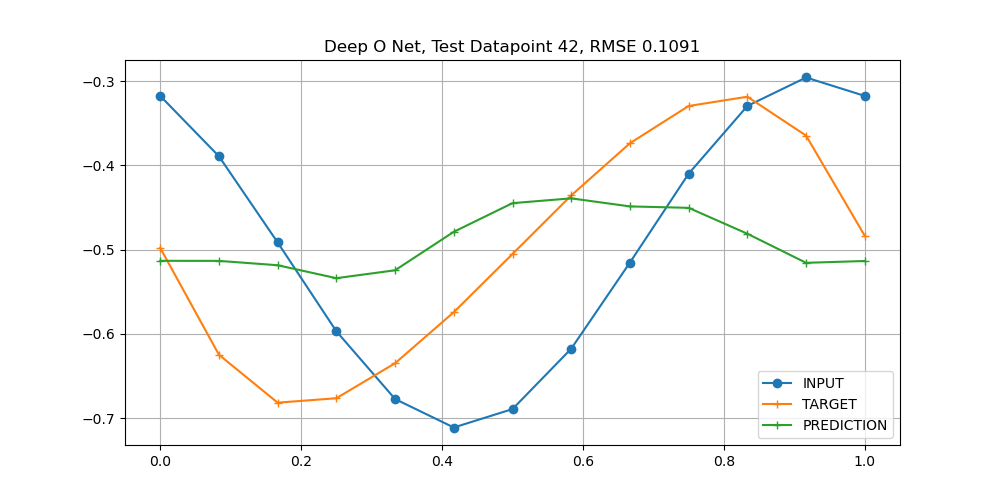 Deep O Net, Test Datapoint 42, RMSE 0.1091
−0.3
−0.4
−0.5
−0.6
−0.7
INPUT
TARGET
PREDICTION
0.0 0.2 0.4 0.6 0.8 1.0